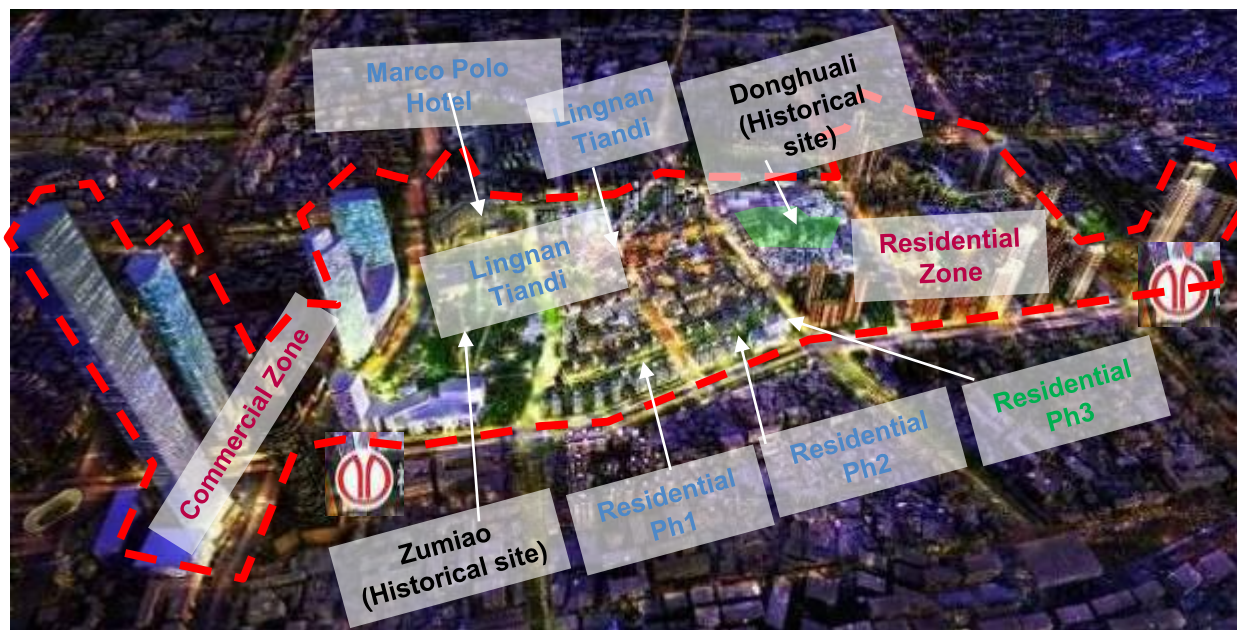 Marco Polo
Hotel
Lingnan
Tiandi
Donghuali
(Historical
site)
Lingnan
Tiandi
Residential
Zone
Commercial Zone
Residential
Ph3
Residential
Ph2
Residential
Ph1
Zumiao
(Historical site)